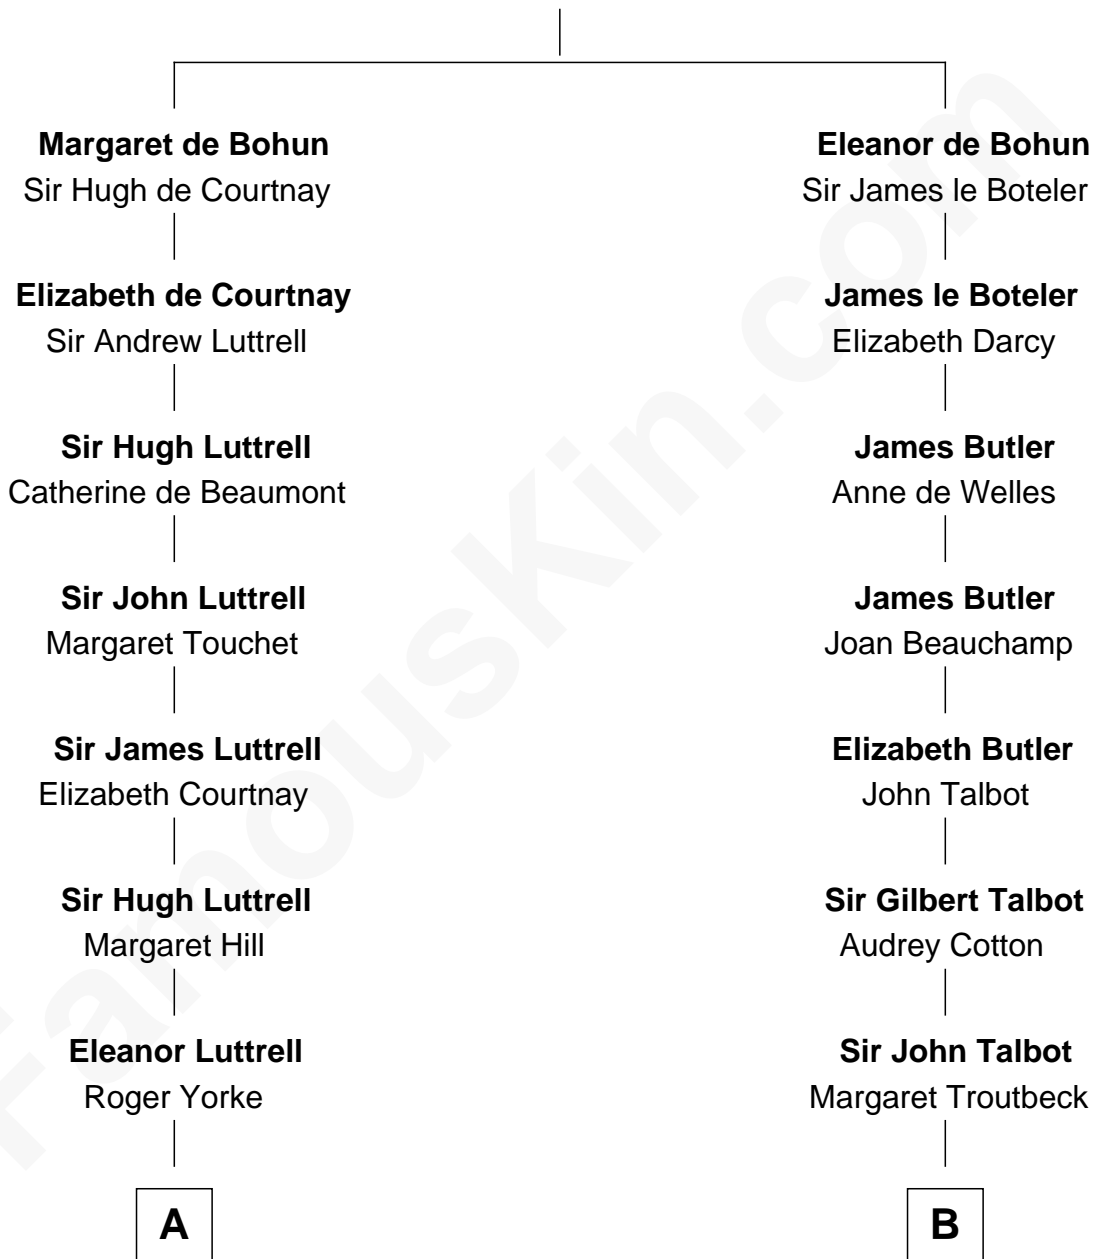 Margaret de Bohun
Sir Hugh de Courtnay
Elizabeth de Courtnay
Sir Andrew Luttrell
Sir Hugh Luttrell
Catherine de Beaumont
Sir John Luttrell
Margaret Touchet
Sir James Luttrell
Elizabeth Courtnay
Sir Hugh Luttrell
Margaret Hill
Eleanor Luttrell
Roger Yorke
A
Eleanor de Bohun
Sir James le Boteler
James le Boteler
Elizabeth Darcy
James Butler
Anne de Welles
James Butler
Joan Beauchamp
Elizabeth Butler
John Talbot
Sir Gilbert Talbot
Audrey Cotton
Sir John Talbot
Margaret Troutbeck
B
FamousKin.com